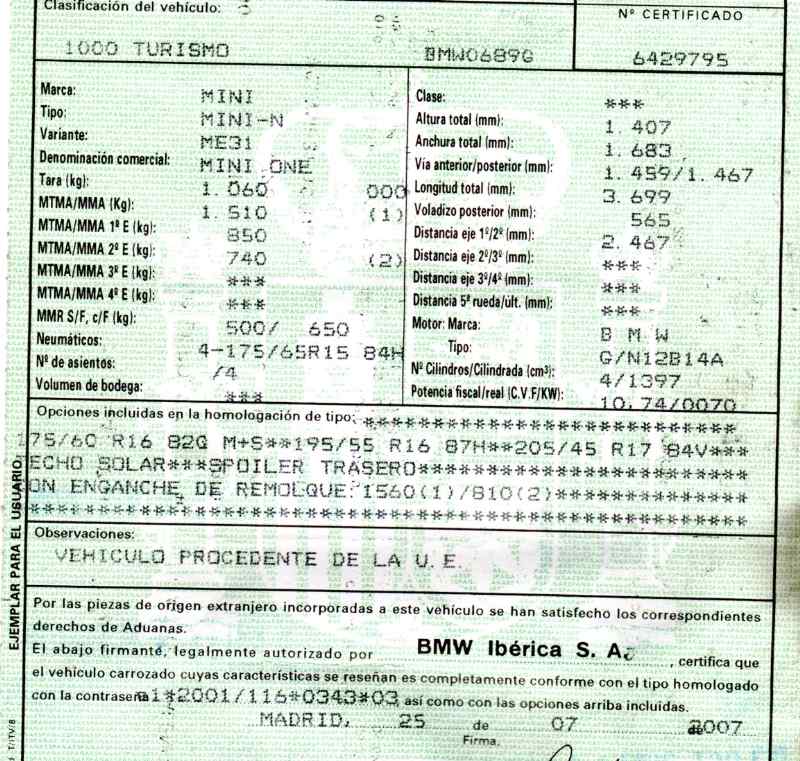 Clasificación del vehículo:
Nº CERTIFICADO
1000 TURISMO BMW0689G 6429795
Marca: MINI
Tipo: MINI-N
Variante: ME31
Denominación comercial: MINI ONE
Tara (kg): 1.060 000
MTMA/MMA (Kg): 1.510 (1)
MTMA/MMA 1º E (kg): 850
MTMA/MMA 2º E (kg): 740 (2)
MTMA/MMA 3º E (kg): ***
MTMA/MMA 4º E (kg): ***
MMR S/F, c/F (kg): 500/ 650
Neumáticos: 4-175/65R15 84H
Nº de asientos: /4
Volumen de bodega: ***
Clase: ***
Altura total (mm): 1.407
Anchura total (mm): 1.683
Vía anterior/posterior (mm): 1.459/1.467
Longitud total (mm): 3.699
Voladizo posterior (mm): 565
Distancia eje 1º/2º (mm): 2.467
Distancia eje 2º/3º (mm): ***
Distancia eje 3º/4º (mm): ***
Distancia 5ª rueda/últ. (mm): ***
Motor: Marca: B M W
Tipo: G/N12B14A
Nº Cilindros/Cilindrada (cm³): 4/1397
Potencia fiscal/real (C.V.F/KW): 10,74/0070
Opciones incluidas en la homologación de tipo: **********************************
175/60 R16 82Q M+S**195/55 R16 87H**205/45 R17 84V***
ECHO SOLAR***SPOILER TRASERO******************************
ON ENGANCHE DE REMOLQUE:1560(1)/810(2)*****************
**********************************************************
Observaciones:
VEHICULO PROCEDENTE DE LA U.E.
Por las piezas de origen extranjero incorporadas a este vehículo se han satisfecho los correspondientes
derechos de Aduanas.
El abajo firmante, legalmente autorizado por BMW Ibérica S. A. , certifica que
el vehículo carrozado cuyas características se reseñan es completamente conforme con el tipo homologado
con la contraseña e1*2001/116*0343*03, así como con las opciones arriba incluidas.
MADRID, 25 de 07 de 2007
Firma.
EJEMPLAR PARA EL USUARIO
T/ITV/8